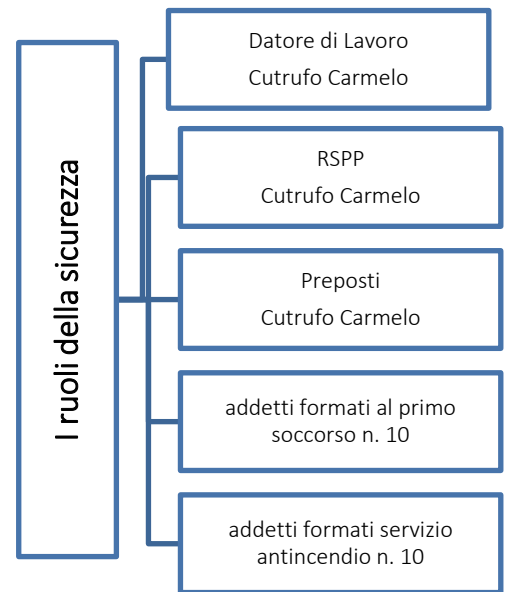 I ruoli della sicurezza
Datore di Lavoro
Cutrufo Carmelo
RSPP
Cutrufo Carmelo
Preposti
Cutrufo Carmelo
addetti formati al primo
soccorso n. 10
addetti formati servizio
antincendio n. 10